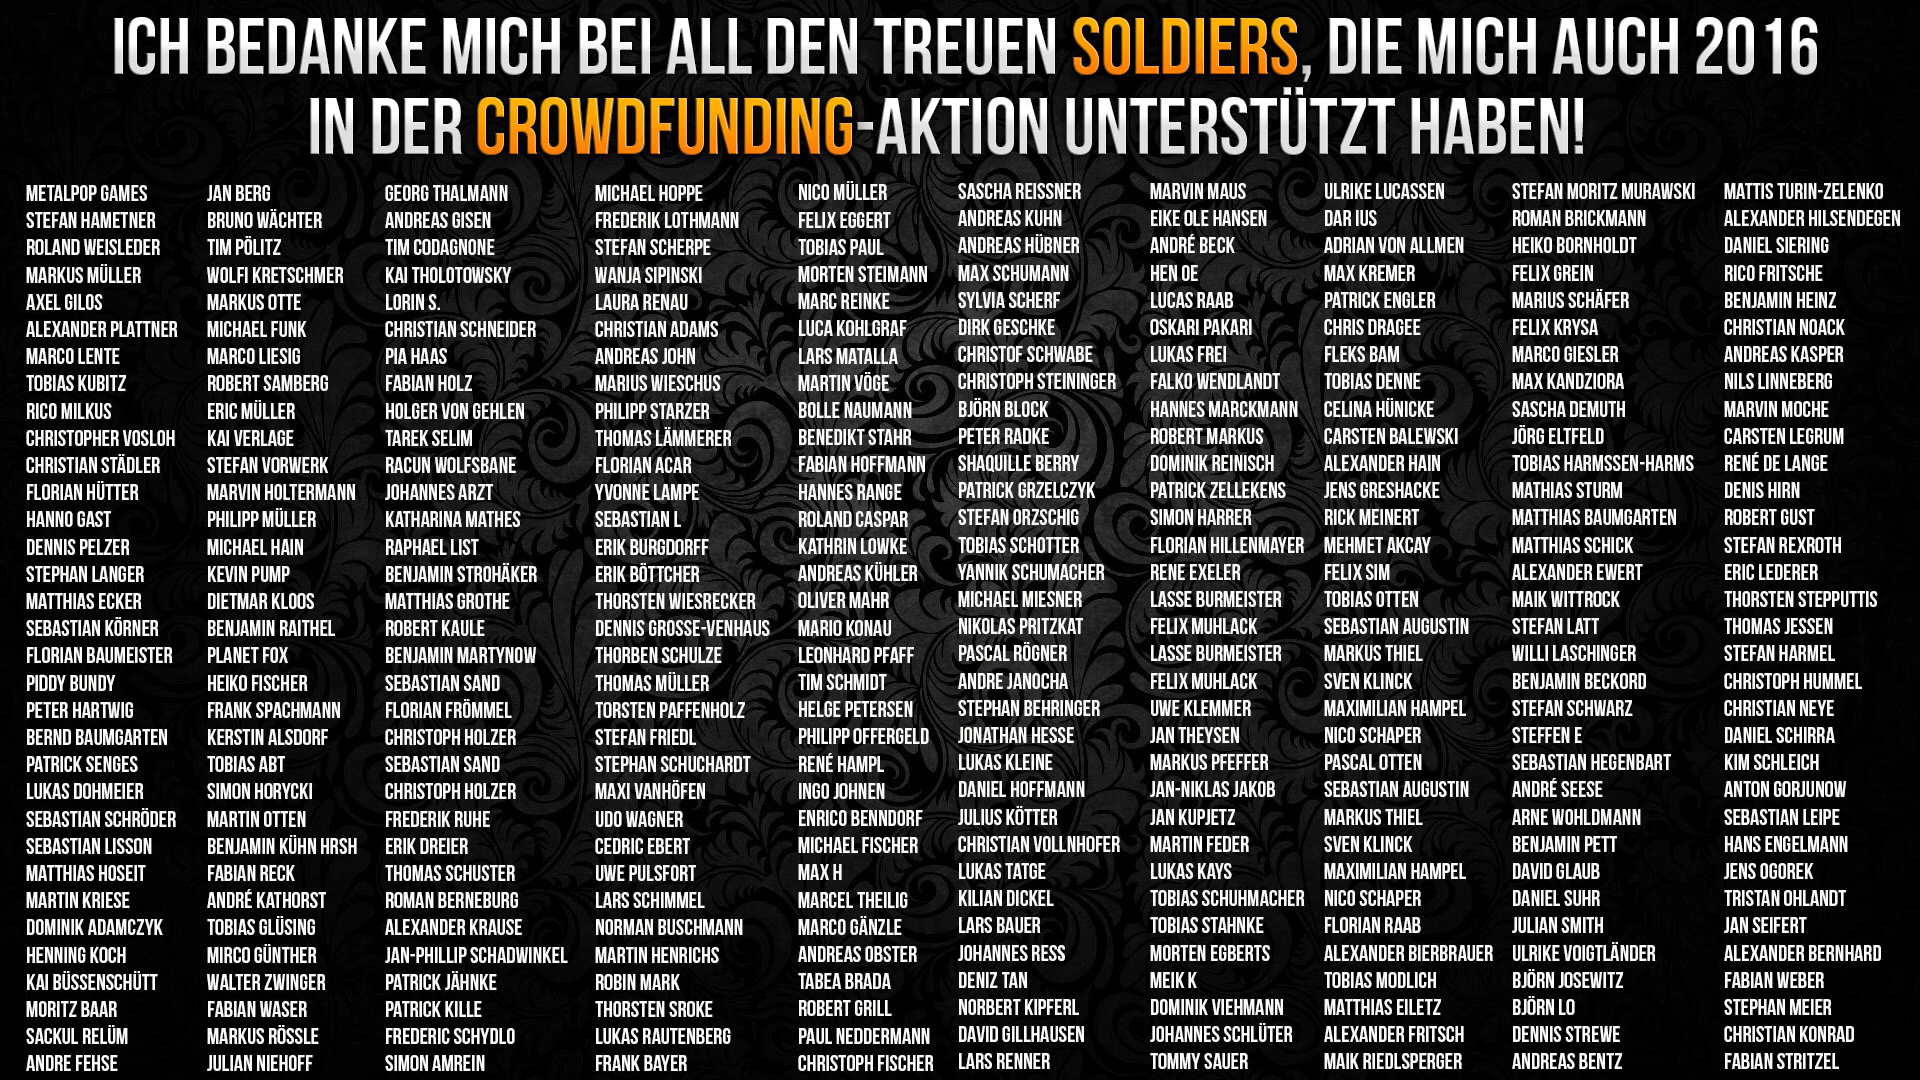 ICH BEDANKE MICH BEI ALL DEN TREUEN SOLDIERS, DIE MICH AUCH 2016
IN DER CROWDFUNDING-AKTION UNTERSTÜTZT HABEN!
METALPOP GAMES
STEFAN HAMETNER
ROLAND WEISLEDER
MARKUS MÜLLER
AXEL GILOS
ALEXANDER PLATTNER
MARCO LENTE
TOBIAS KUBITZ
RICO MILKUS
CHRISTOPHER VOSLOH
CHRISTIAN STÄDLER
FLORIAN HÜTTER
HANNO GAST
DENNIS PELZER
STEPHAN LANGER
MATTHIAS ECKER
SEBASTIAN KÖRNER
FLORIAN BAUMEISTER
PIDDY BUNDY
PETER HARTWIG
BERND BAUMGARTEN
PATRICK SENGES
LUKAS DOHMEIER
SEBASTIAN SCHRÖDER
SEBASTIAN LISSON
MATTHIAS HOSEIT
MARTIN KRIESE
DOMINIK ADAMCZYK
HENNING KOCH
KAI BÜSSENSCHÜTT
MORITZ BAAR
SACKUL RELÜM
ANDRE FEHSE
JAN BERG
BRUNO WÄCHTER
TIM PÖLITZ
WOLFI KRETSCHMER
MARKUS OTTE
MICHAEL FUNK
MARCO LIESIG
ROBERT SAMBERG
ERIC MÜLLER
KAI VERLAGE
STEFAN VORWERK
MARVIN HOLTERMANN
PHILIPP MÜLLER
MICHAEL HAIN
KEVIN PUMP
DIETMAR KLOOS
BENJAMIN RAITHEL
PLANET FOX
HEIKO FISCHER
FRANK SPACHMANN
KERSTIN ALSDORF
TOBIAS ABT
SIMON HORYCKI
MARTIN OTTEN
BENJAMIN KÜHN HRSH
FABIAN RECK
ANDRÉ KATHORST
TOBIAS GLÜSING
MIRCO GÜNTHER
WALTER ZWINGER
FABIAN WASER
MARKUS RÖSSLE
JULIAN NIEHOFF
GEORG THALMANN
ANDREAS GISEN
TIM CODAGNONE
KAI THOLOTOWSKY
LORIN S.
CHRISTIAN SCHNEIDER
PIA HAAS
FABIAN HOLZ
HOLGER VON GEHLEN
TAREK SELIM
RACUN WOLFSBANE
JOHANNES ARZT
KATHARINA MATHES
RAPHAEL LIST
BENJAMIN STROHÄKER
MATTHIAS GROTHE
ROBERT KAULE
BENJAMIN MARTYNOW
SEBASTIAN SAND
FLORIAN FRÖMMEL
CHRISTOPH HOLZER
SEBASTIAN SAND
CHRISTOPH HOLZER
FREDERIK RUHE
ERIK DREIER
THOMAS SCHUSTER
ROMAN BERNEBURG
ALEXANDER KRAUSE
JAN-PHILLIP SCHADWINKEL
PATRICK JÄHNKE
PATRICK KILLE
FREDERIC SCHYDLO
SIMON AMREIN
MICHAEL HOPPE
FREDERIK LOTHMANN
STEFAN SCHERPE
WANJA SIPINSKI
LAURA RENAU
CHRISTIAN ADAMS
ANDREAS JOHN
MARIUS WIESCHUS
PHILIPP STARZER
THOMAS LÄMMERER
FLORIAN ACAR
YVONNE LAMPE
SEBASTIAN L
ERIK BURGDORFF
ERIK BÖTTCHER
THORSTEN WIESRECKER
DENNIS GROSSE-VENHAUS
THORBEN SCHULZE
THOMAS MÜLLER
TORSTEN PAFFENHOLZ
STEFAN FRIEDL
STEPHAN SCHUCHARDT
MAXI VANHÖFEN
UDO WAGNER
CEDRIC EBERT
UWE PULSFORT
LARS SCHIMMEL
NORMAN BUSCHMANN
MARTIN HENRICHS
ROBIN MARK
THORSTEN SROKE
LUKAS RAUTENBERG
FRANK BAYER
NICO MÜLLER
FELIX EGGERT
TOBIAS PAUL
MORTEN STEIMANN
MARC REINKE
LUCA KOHLGRAF
LARS MATALLA
MARTIN VÖGE
BOLLE NAUMANN
BENEDIKT STAHR
FABIAN HOFFMANN
HANNES RANGE
ROLAND CASPAR
KATHRIN LOWKE
ANDREAS KÜHLER
OLIVER MAHR
MARIO KONAU
LEONHARD PFAFF
TIM SCHMIDT
HELGE PETERSEN
PHILIPP OFFERGELD
RENÉ HAMPL
INGO JOHNEN
ENRICO BENNDORF
MICHAEL FISCHER
MAX H
MARCEL THEILIG
MARCO GÄNZLE
ANDREAS OBSTER
TABEA BRADA
ROBERT GRILL
PAUL NEDDERMANN
CHRISTOPH FISCHER
SASCHA REISSNER
ANDREAS KUHN
ANDREAS HÜBNER
MAX SCHUMANN
SYLVIA SCHERF
DIRK GESCHKE
CHRISTOF SCHWABE
CHRISTOPH STEININGER
BJÖRN BLOCK
PETER RADKE
SHAQUILLE BERRY
PATRICK GRZELCZYK
STEFAN ORZSCHIG
TOBIAS SCHOTTER
YANNIK SCHUMACHER
MICHAEL MIESNER
NIKOLAS PRITZKAT
PASCAL RÖGNER
ANDRE JANOCHA
STEPHAN BEHRINGER
JONATHAN HESSE
LUKAS KLEINE
DANIEL HOFFMANN
JULIUS KÖTTER
CHRISTIAN VOLLNHOFER
LUKAS TATGE
KILIAN DICKEL
LARS BAUER
JOHANNES RESS
DENIZ TAN
NORBERT KIPFERL
DAVID GILLHAUSEN
LARS RENNER
MARVIN MAUS
EIKE OLE HANSEN
ANDRÉ BECK
HEN OE
LUCAS RAAB
OSKARI PAKARI
LUKAS FREI
FALKO WENDLANDT
HANNES MARCKMANN
ROBERT MARKUS
DOMINIK REINISCH
PATRICK ZELLEKENS
SIMON HARRER
FLORIAN HILLENMAYER
RENE EXELER
LASSE BURMEISTER
FELIX MUHLACK
LASSE BURMEISTER
FELIX MUHLACK
UWE KLEMMER
JAN THEYSEN
MARKUS PFEFFER
JAN-NIKLAS JAKOB
JAN KUPJETZ
MARTIN FEDER
LUKAS KAYS
TOBIAS SCHUHMACHER
TOBIAS STAHNKE
MORTEN EGBERTS
MEIK K
DOMINIK VIEHMANN
JOHANNES SCHLÜTER
TOMMY SAUER
ULRIKE LUCASSEN
DAR IUS
ADRIAN VON ALLMEN
MAX KREMER
PATRICK ENGLER
CHRIS DRAGEE
FLEKS BAM
TOBIAS DENNE
CELINA HÜNICKE
CARSTEN BALEWSKI
ALEXANDER HAIN
JENS GRESHACKE
RICK MEINERT
MEHMET AKCAY
FELIX SIM
TOBIAS OTTEN
SEBASTIAN AUGUSTIN
MARKUS THIEL
SVEN KLINCK
MAXIMILIAN HAMPEL
NICO SCHAPER
PASCAL OTTEN
SEBASTIAN AUGUSTIN
MARKUS THIEL
SVEN KLINCK
MAXIMILIAN HAMPEL
NICO SCHAPER
FLORIAN RAAB
ALEXANDER BIERBRAUER
TOBIAS MODLICH
MATTHIAS EILETZ
ALEXANDER FRITSCH
MAIK RIEDLSPERGER
STEFAN MORITZ MURAWSKI
ROMAN BRICKMANN
HEIKO BORNHOLDT
FELIX GREIN
MARIUS SCHÄFER
FELIX KRYSA
MARCO GIESLER
MAX KANDZIORA
SASCHA DEMUTH
JÖRG ELTFELD
TOBIAS HARMSSEN-HARMS
MATHIAS STURM
MATTHIAS BAUMGARTEN
MATTHIAS SCHICK
ALEXANDER EWERT
MAIK WITTROCK
STEFAN LATT
WILLI LASCHINGER
BENJAMIN BECKORD
STEFAN SCHWARZ
STEFFEN E
SEBASTIAN HEGENBART
ANDRÉ SEESE
ARNE WOHLDMANN
BENJAMIN PETT
DAVID GLAUB
DANIEL SUHR
JULIAN SMITH
ULRIKE VOIGTLÄNDER
BJÖRN JOSEWITZ
BJÖRN LO
DENNIS STREWE
ANDREAS BENTZ
MATTIS TURIN-ZELENKO
ALEXANDER HILSENDEGEN
DANIEL SIERING
RICO FRITSCHE
BENJAMIN HEINZ
CHRISTIAN NOACK
ANDREAS KASPER
NILS LINNEBERG
MARVIN MOCHE
CARSTEN LEGRUM
RENÉ DE LANGE
DENIS HIRN
ROBERT GUST
STEFAN REXROTH
ERIC LEDERER
THORSTEN STEPPUTTIS
THOMAS JESSEN
STEFAN HARMEL
CHRISTOPH HUMMEL
CHRISTIAN NEYE
DANIEL SCHIRRA
KIM SCHLEICH
ANTON GORJUNOW
SEBASTIAN LEIPE
HANS ENGELMANN
JENS OGOREK
TRISTAN OHLANDT
JAN SEIFERT
ALEXANDER BERNHARD
FABIAN WEBER
STEPHAN MEIER
CHRISTIAN KONRAD
FABIAN STRITZEL